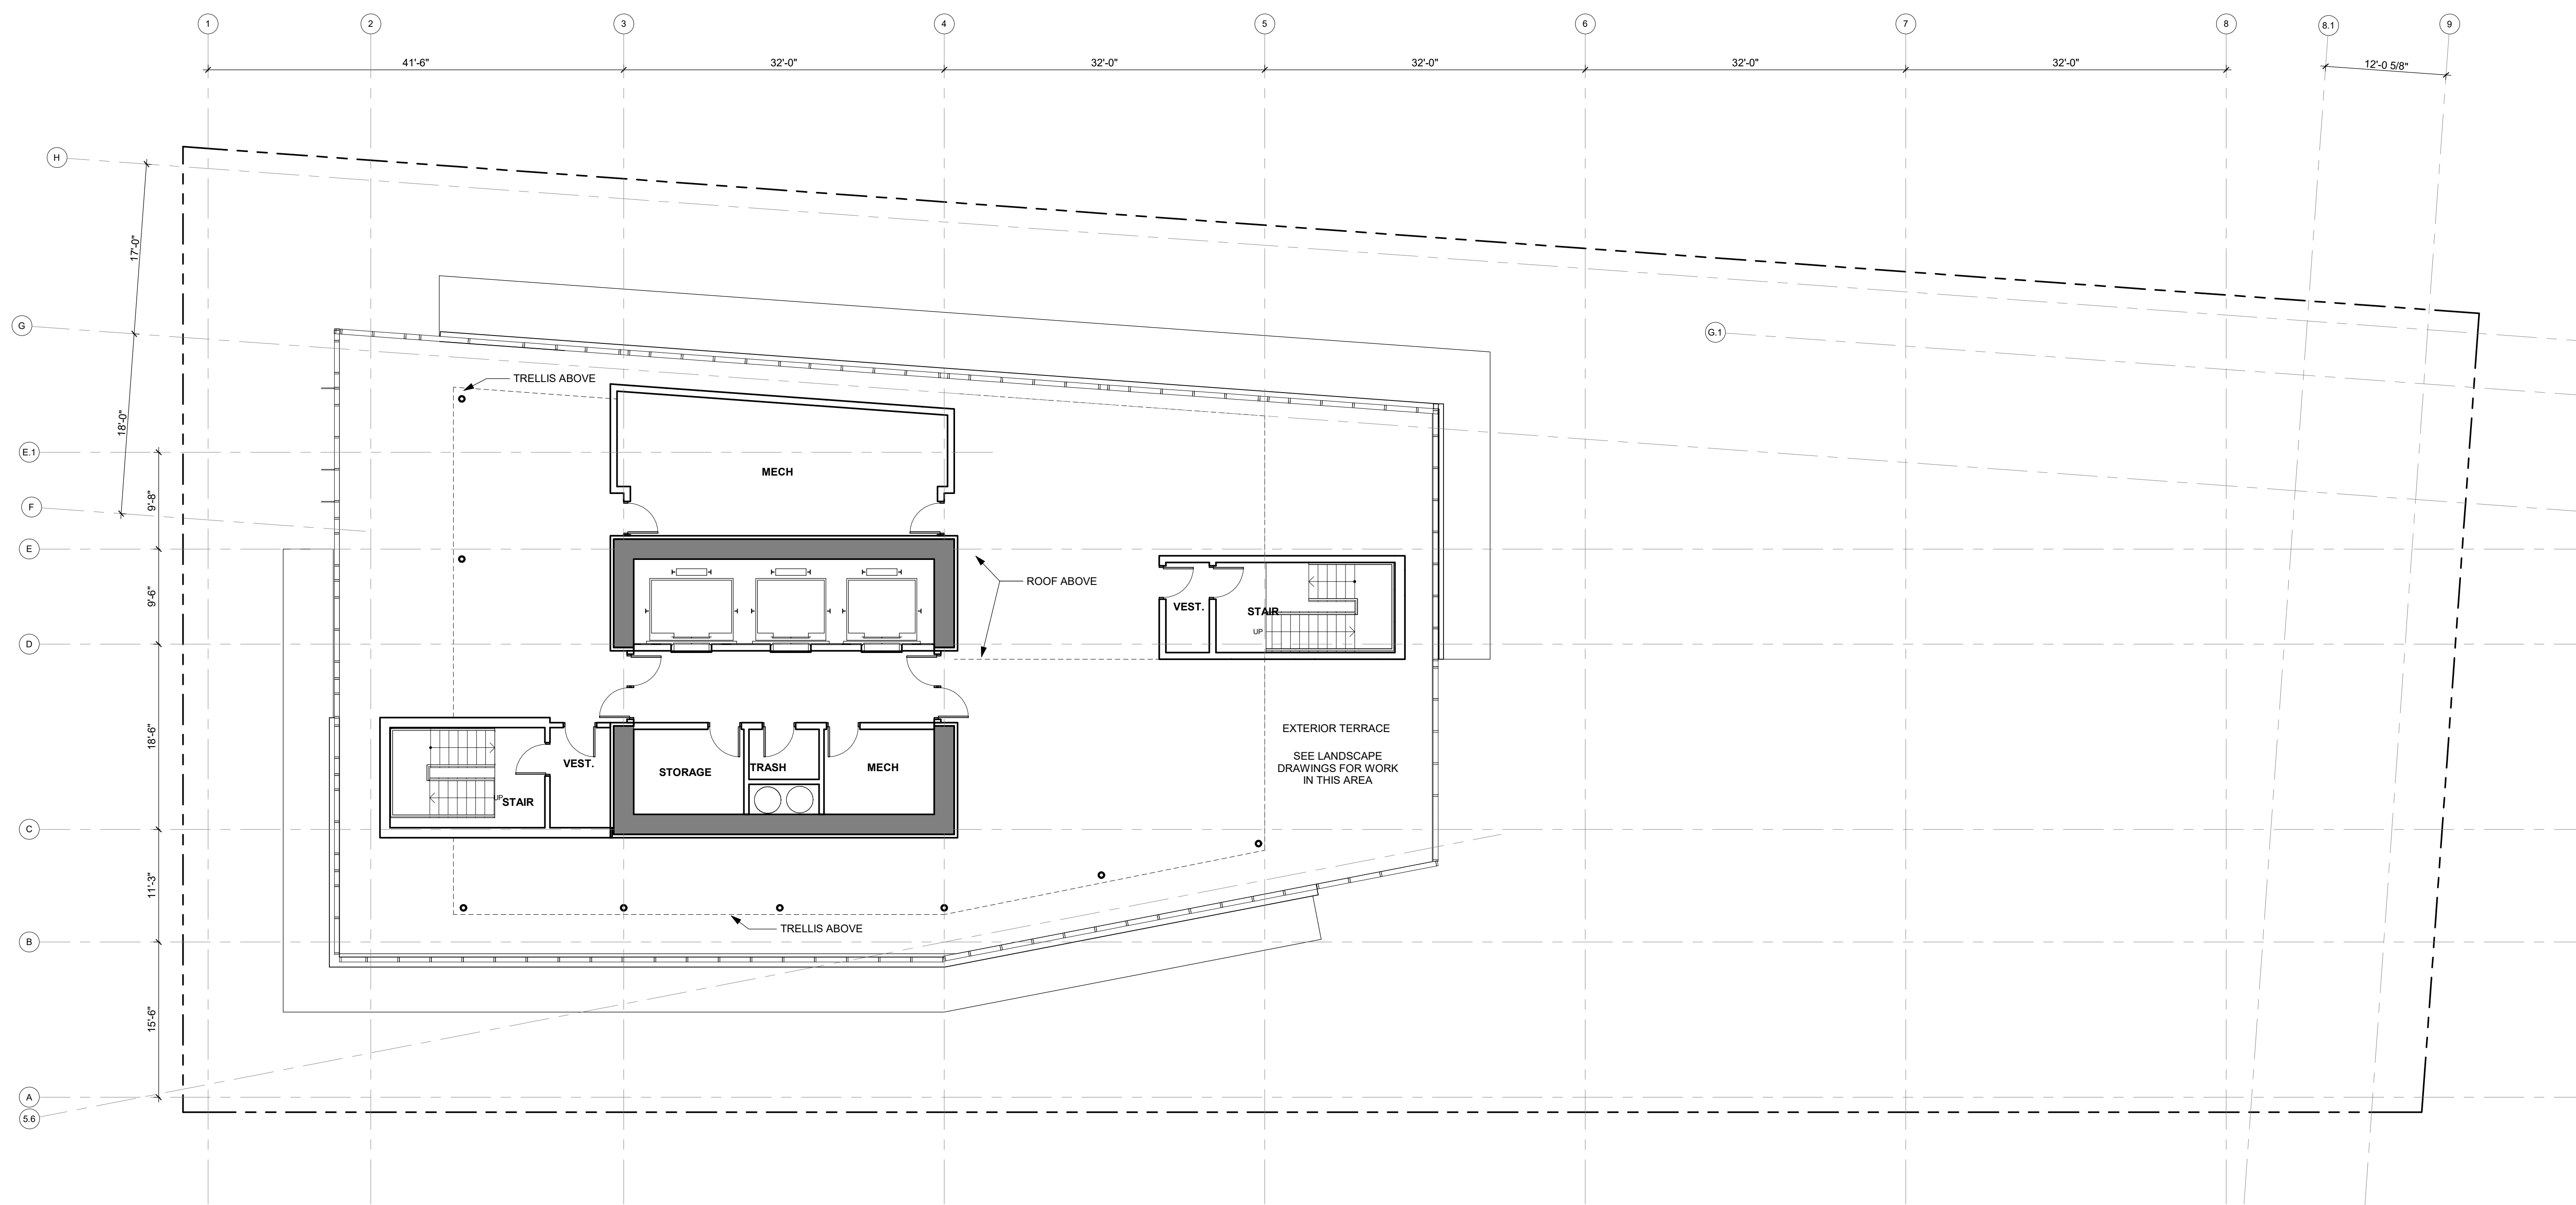 1
2
3
4
5
6
7
8
8.1
9
41'-6"
32'-0"
32'-0"
32'-0"
32'-0"
32'-0"
12'-0 5/8"
H
17'-0"
G
G.1
18'-0"
TRELLIS ABOVE
E.1
MECH
9'-8"
F
E
ROOF ABOVE
9'-6"
VEST.
STAIR
UP
D
18'-6"
EXTERIOR TERRACE
SEE LANDSCAPE
DRAWINGS FOR WORK
IN THIS AREA
VEST.
STORAGE
TRASH
MECH
UP
STAIR
C
11'-3"
TRELLIS ABOVE
B
15'-6"
A
5.6